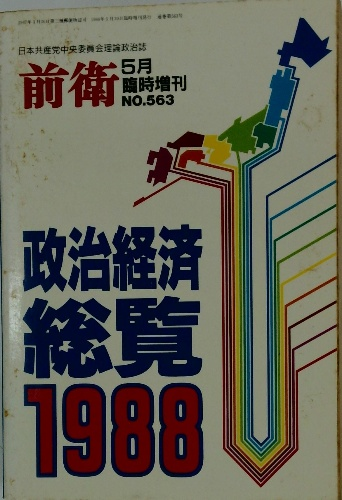 日本共産党中央委員会理論政治誌
前衛
5月
臨時増刊
NO.563
政治経済
総覧
1988